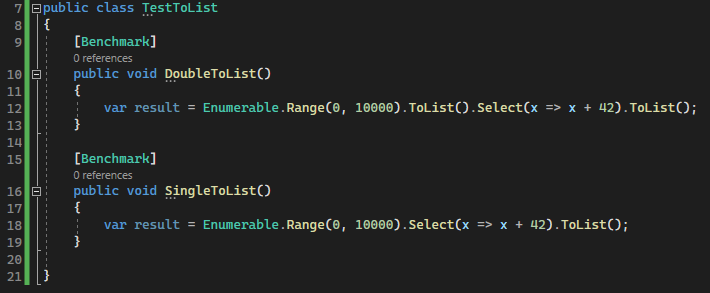 7 public class TestToList
8 {
9 [Benchmark]
0 references
10 public void DoubleToList()
11 {
12 var result = Enumerable.Range(0, 10000).ToList().Select(x => x + 42).ToList();
13 }
14
15 [Benchmark]
0 references
16 public void SingleToList()
17 {
18 var result = Enumerable.Range(0, 10000).Select(x => x + 42).ToList();
19 }
20
21 }